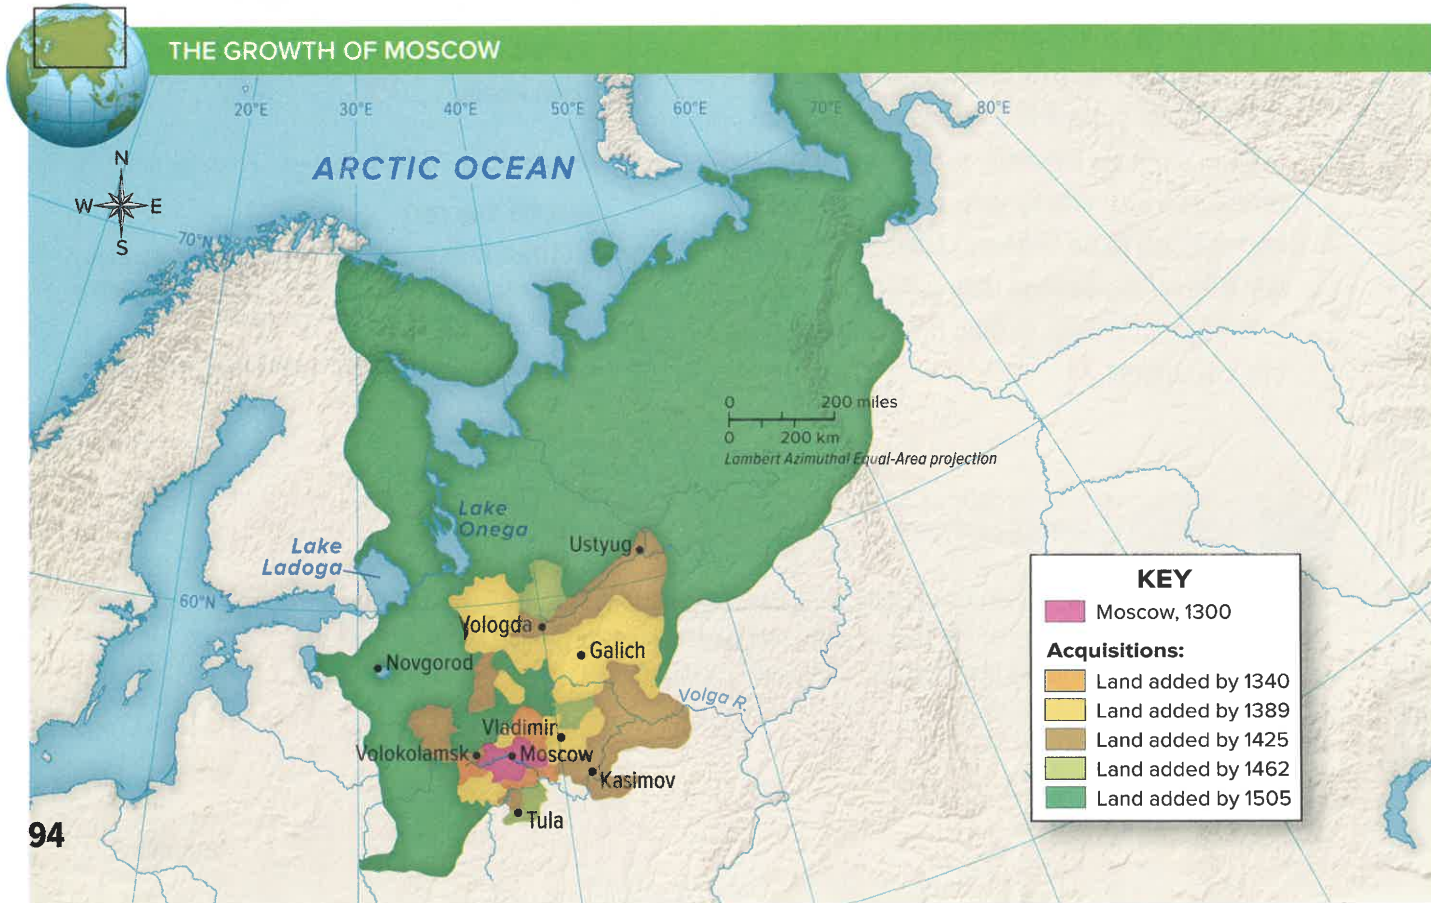 THE GROWTH OF MOSCOW
20°E
30°E
40°E
50°E
60°E
70°E
80°E
N
W
E
S
ARCTIC OCEAN
70°N
0 200 miles
0 200 km
Lambert Azimuthal Equal-Area projection
Lake
Onega
Ustyug
Lake
Ladoga
60°N
Vologda
Galich
Novgorod
Volga R.
Vladimir
Volokolamsk
Moscow
Kasimov
Tula
KEY
Moscow, 1300
Acquisitions:
Land added by 1340
Land added by 1389
Land added by 1425
Land added by 1462
Land added by 1505
94